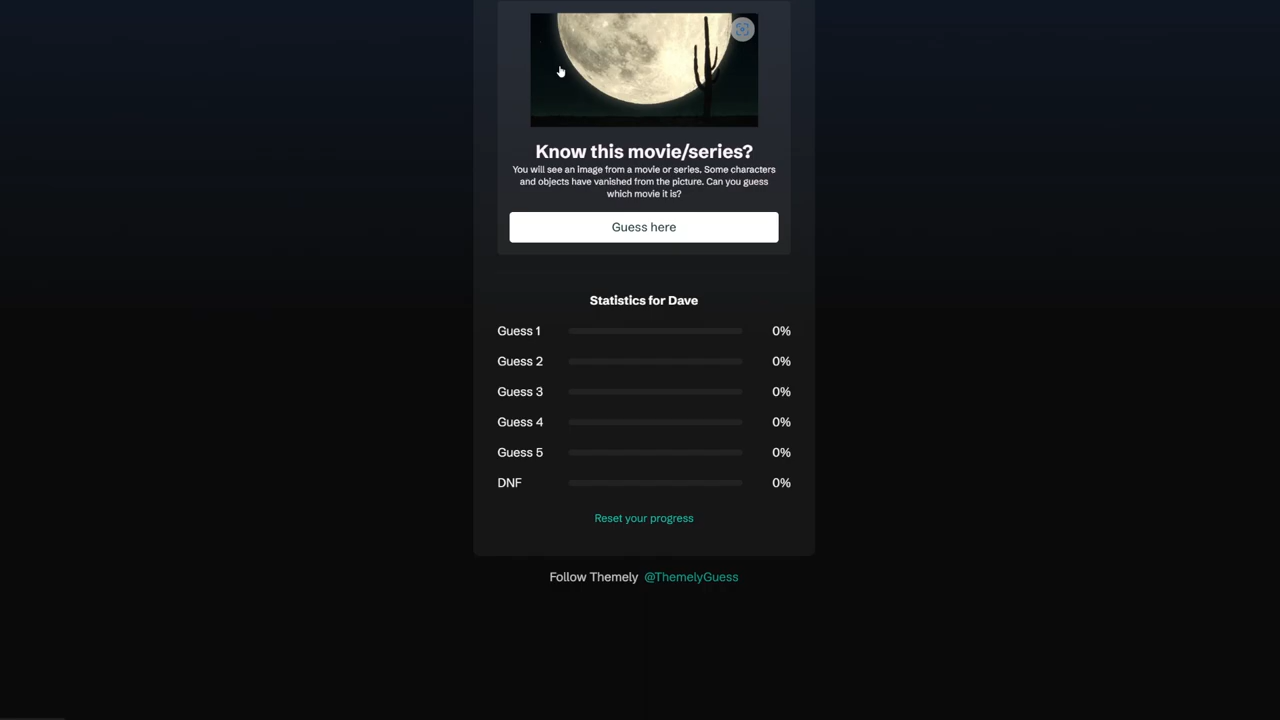 Know this movie/series?
You will see an image from a movie or series. Some characters
and objects have vanished from the picture. Can you guess
which movie it is?
Guess here
Statistics for Dave
Guess 1 0%
Guess 2 0%
Guess 3 0%
Guess 4 0%
Guess 5 0%
DNF 0%
Reset your progress
Follow Themely @ThemelyGuess